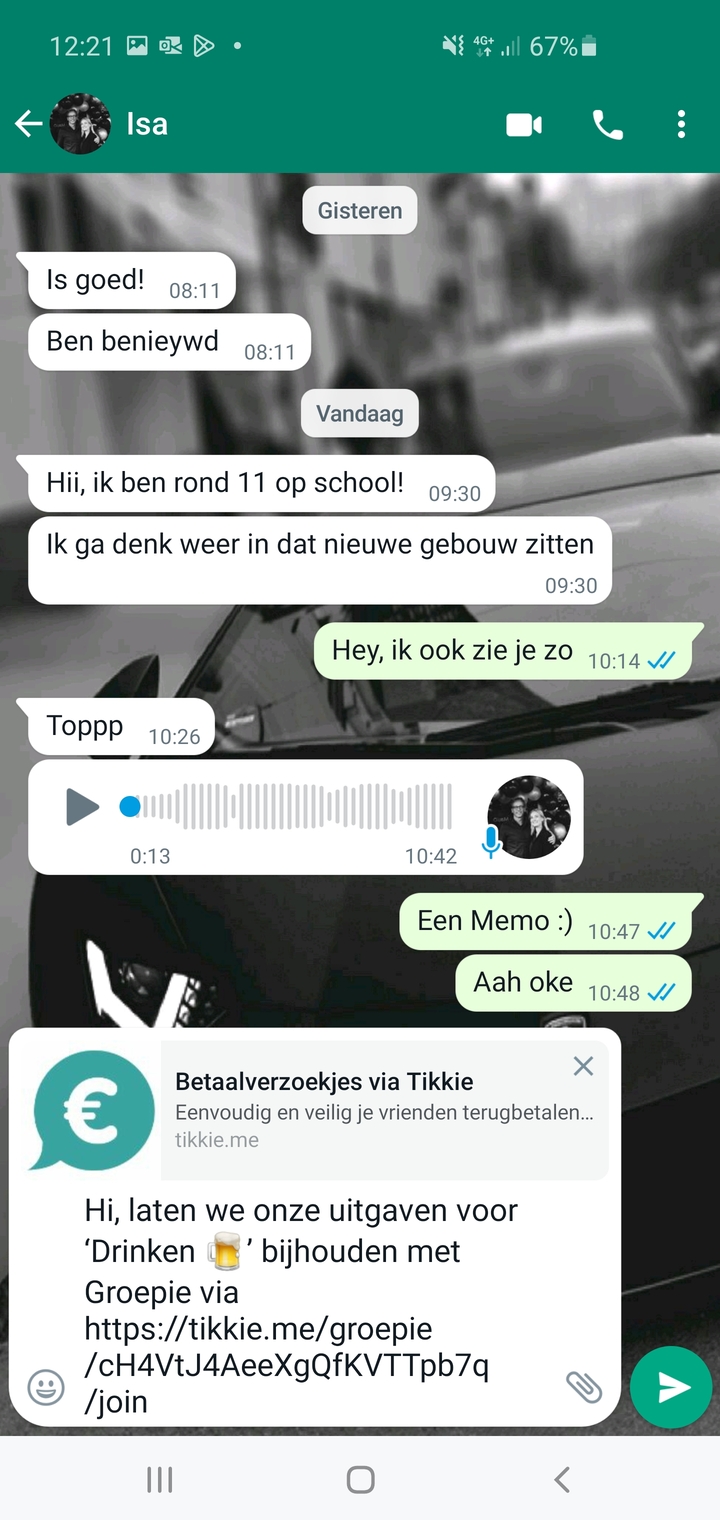 12:21
4G+
67%
Isa
Gisteren
Is goed! 08:11
Ben benieywd 08:11
Vandaag
Hii, ik ben rond 11 op school! 09:30
Ik ga denk weer in dat nieuwe gebouw zitten
09:30
Hey, ik ook zie je zo 10:14
Toppp 10:26
0:13 10:42
Een Memo :) 10:47
Aah oke 10:48
€
Betaalverzoekjes via Tikkie
Eenvoudig en veilig je vrienden terugbetalen...
tikkie.me
Hi, laten we onze uitgaven voor
‘Drinken 🍺’ bijhouden met
Groepie via
https://tikkie.me/groepie
/cH4VtJ4AeeXgQfKVTTpb7q
/join